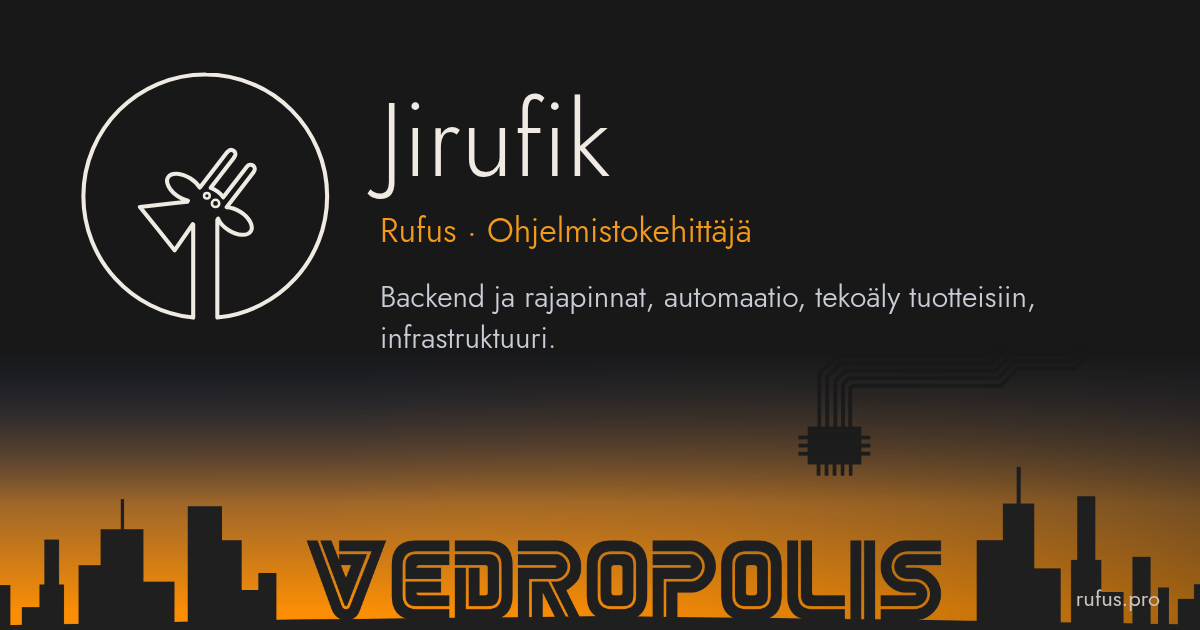 Jirufik
Rufus · Ohjelmistokehittäjä
Backend ja rajapinnat, automaatio, tekoäly tuotteisiin,
infrastruktuuri.
VEDROPOLIS
rufus.pro